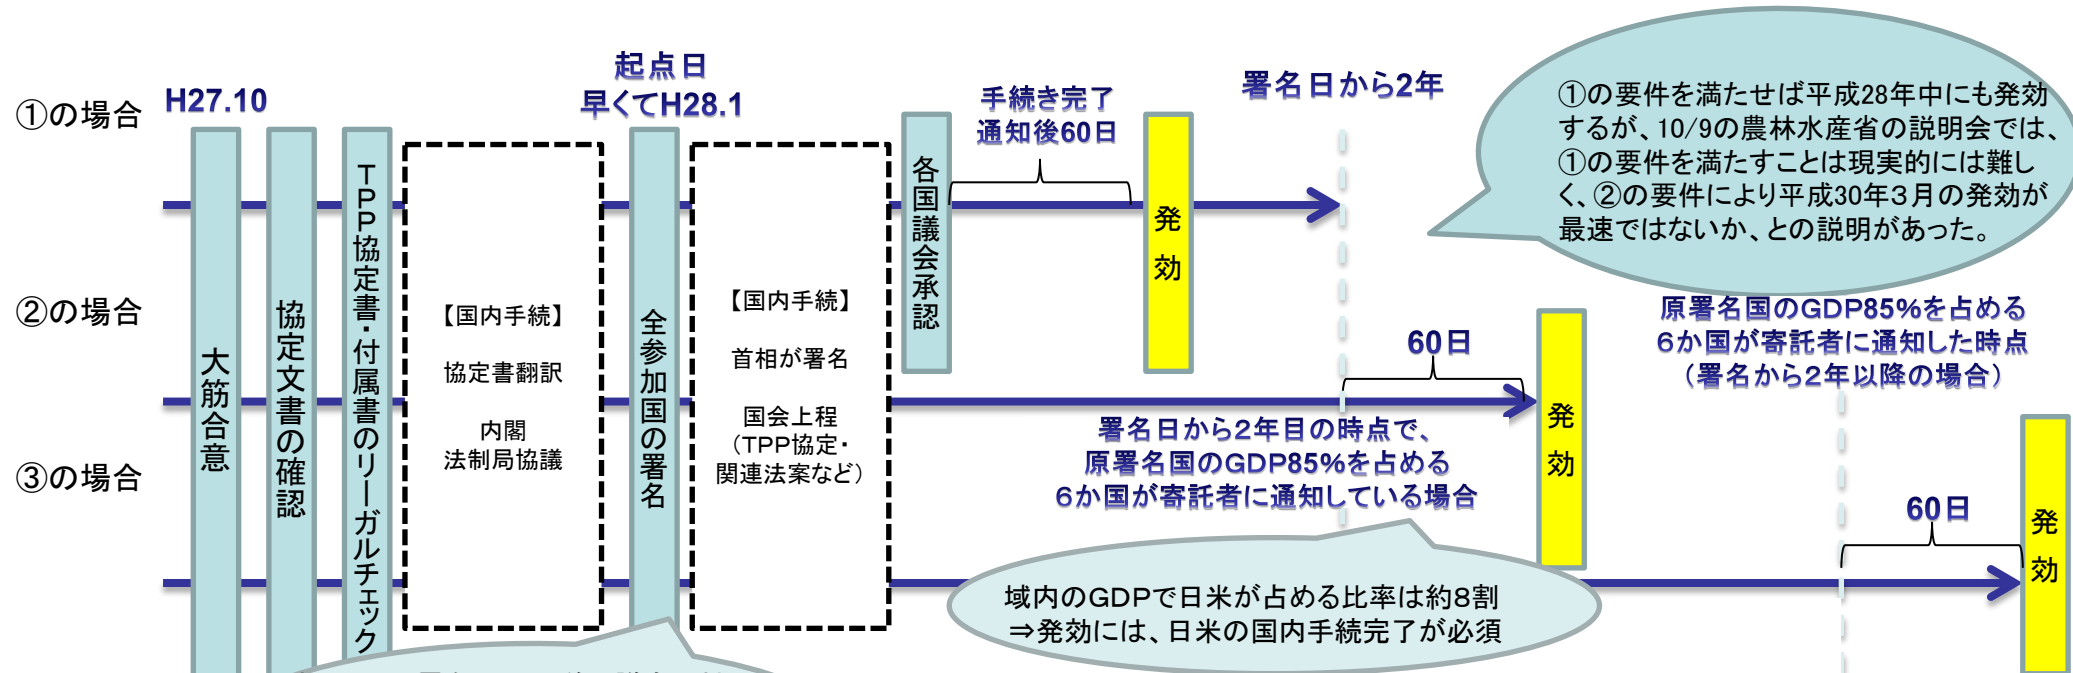 ①の場合
H27.10
起点日
早くてH28.1
手続き完了
通知後60日
署名日から2年
①の要件を満たせば平成28年中にも発効
するが、10/9の農林水産省の説明会では、
①の要件を満たすことは現実的には難し
く、②の要件により平成30年3月の発効が
最速ではないか、との説明があった。
②の場合
③の場合
大筋合意
協定文書の確認
TPP協定書・付属書のリーガルチェック
【国内手続】
協定書翻訳
内閣
法制局協議
全参加国の署名
【国内手続】
首相が署名
国会上程
(TPP協定・
関連法案など)
各国議会承認
発効
60日
発効
署名日から2年目の時点で、
原署名国のGDP85%を占める
6か国が寄託者に通知している場合
原署名国のGDP85%を占める
6か国が寄託者に通知した時点
(署名から2年以降の場合)
60日
発効
域内のGDPで日米が占める比率は約8割
⇒発効には、日米の国内手続完了が必須